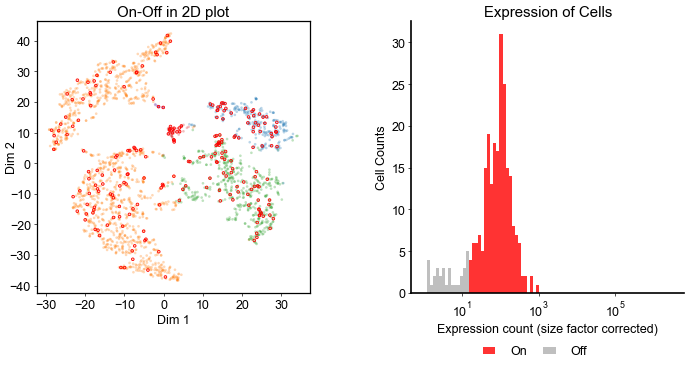 On-Off in 2D plot
Expression of Cells
40
30
20
10
0
−10
−20
−30
−40
Dim 2
−30 −20 −10 0 10 20 30
Dim 1
30
25
20
15
10
5
0
Cell Counts
10^1 10^3 10^5
Expression count (size factor corrected)
On Off